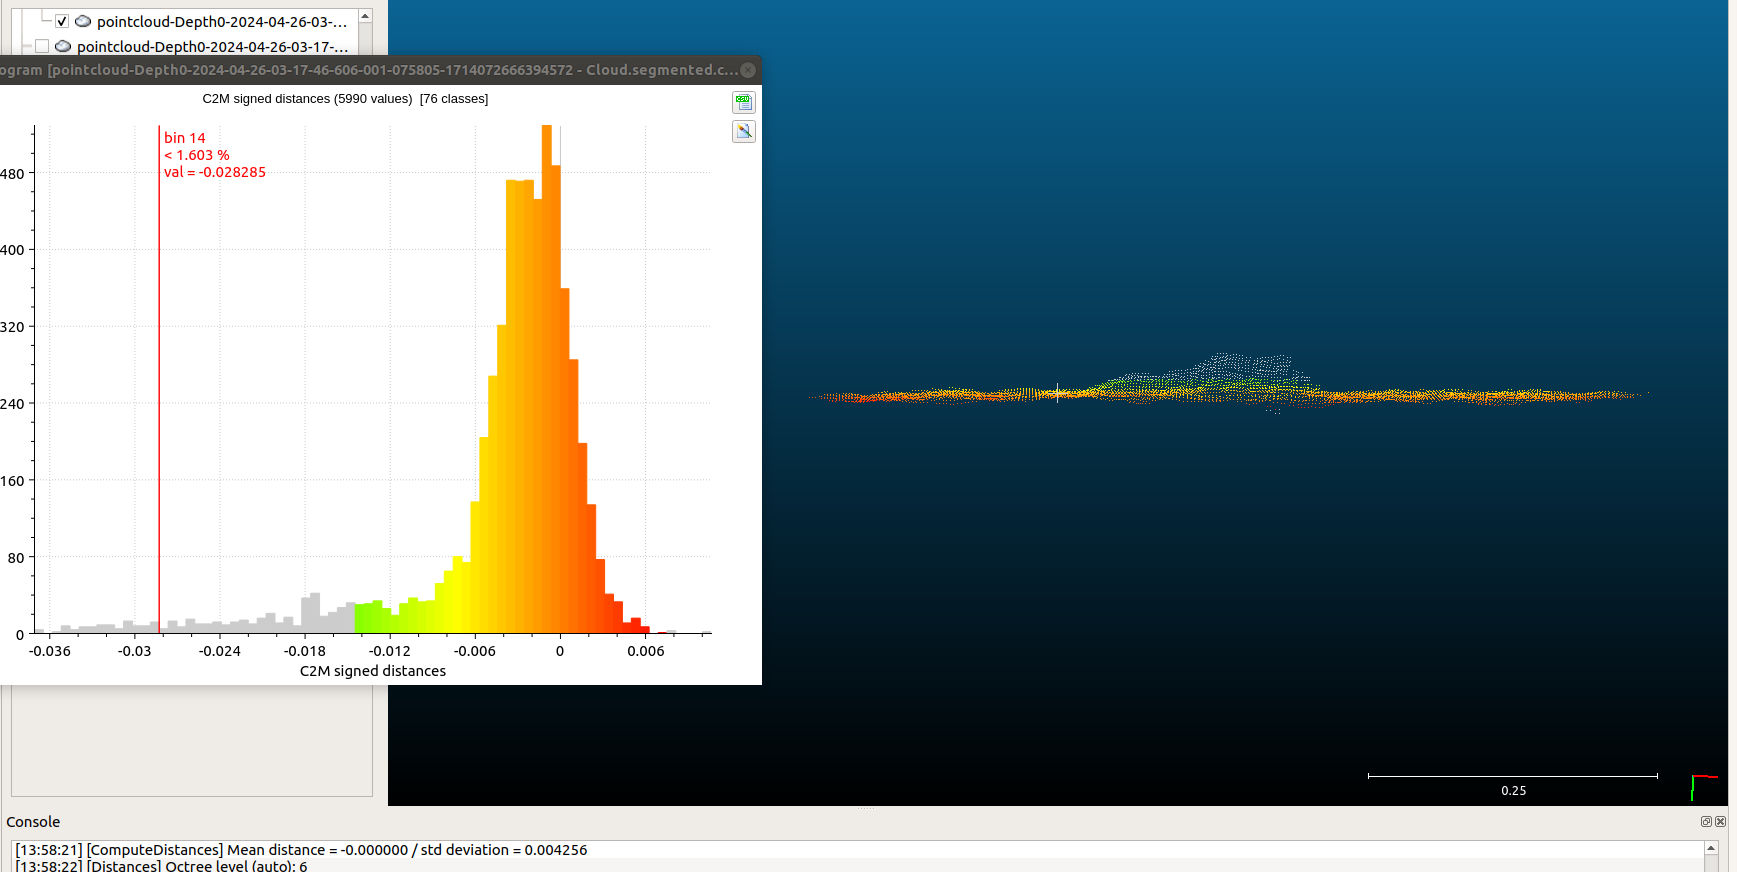 pointcloud-Depth0-2024-04-26-03-...
pointcloud-Depth0-2024-04-26-03-17-...
ogram [pointcloud-Depth0-2024-04-26-03-17-46-606-001-075805-1714072666394572 - Cloud.segmented.c...
C2M signed distances (5990 values) [76 classes]
CSV
bin 14
< 1.603 %
val = -0.028285
480
400
320
240
160
80
0
-0.036 -0.03 -0.024 -0.018 -0.012 -0.006 0 0.006
C2M signed distances
0.25
Console
[13:58:21] [ComputeDistances] Mean distance = -0.000000 / std deviation = 0.004256
[13:58:22] [Distances] Octree level (auto): 6